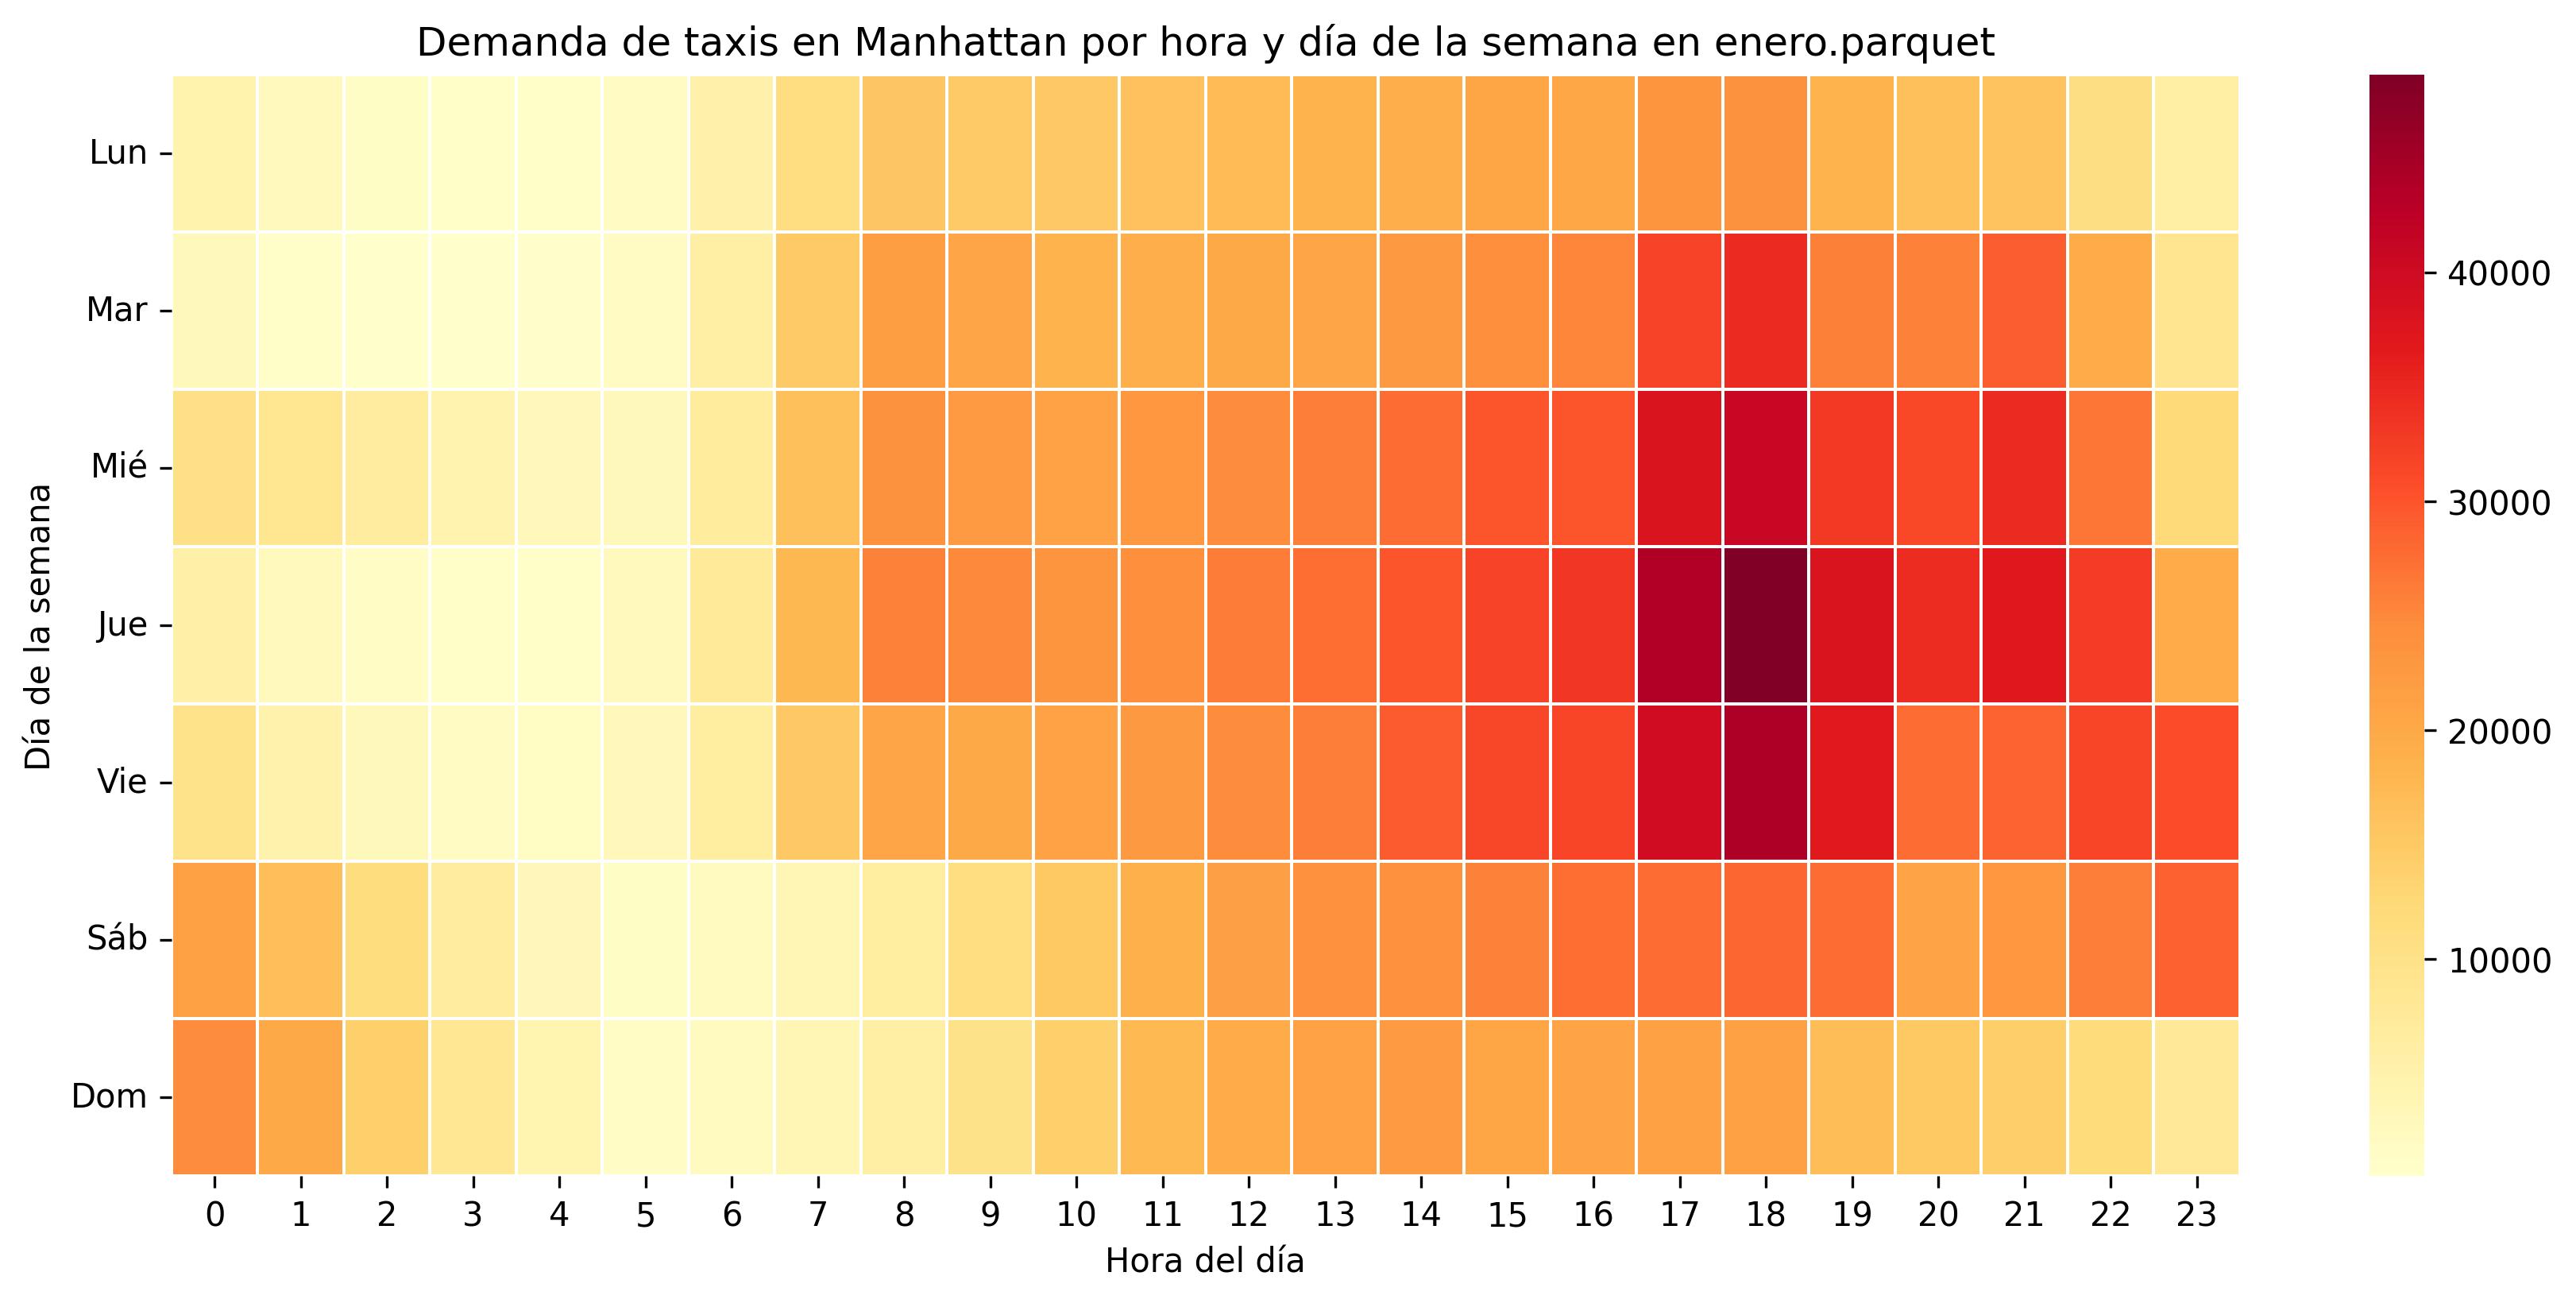 Demanda de taxis en Manhattan por hora y día de la semana en enero.parquet
Día de la semana
Lun
Mar
Mié
Jue
Vie
Sáb
Dom
0 1 2 3 4 5 6 7 8 9 10 11 12 13 14 15 16 17 18 19 20 21 22 23
Hora del día
40000
30000
20000
10000